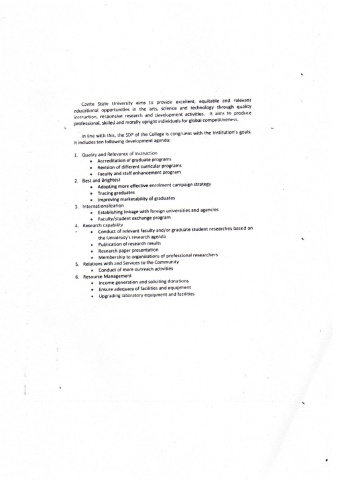 Cavite State University aims to provide excellent, equitable and relevant
educational opportunities in the arts, science and technology through quality
instruction, responsive research and development activities. It aims to produce
professional, skilled and morally upright individuals for global competitiveness.
In line with this, the SDP of the College is congruent with the institution's goals.
It includes ten following development agenda:
1. Quality and Relevance of Instruction
• Accreditation of graduate programs
• Revision of different curricular programs
• Faculty and staff enhancement program
2. Best and Brightest
• Adopting more effective enrolment campaign strategy
• Tracing graduates
• Improving marketability of graduates
3. Internationalization
• Establishing linkage with foreign universities and agencies
• Faculty/student exchange program
4. Research capability
• Conduct of relevant faculty and/or graduate student researches based on
the University's research agenda
• Publication of research results
• Research paper presentation
• Membership to organizations of professional researchers
5. Relations with and Services to the Community
• Conduct of more outreach activities
6. Resource Management
• Income generation and soliciting donations
• Ensure adequacy of facilities and equipment
• Upgrading laboratory equipment and facilities